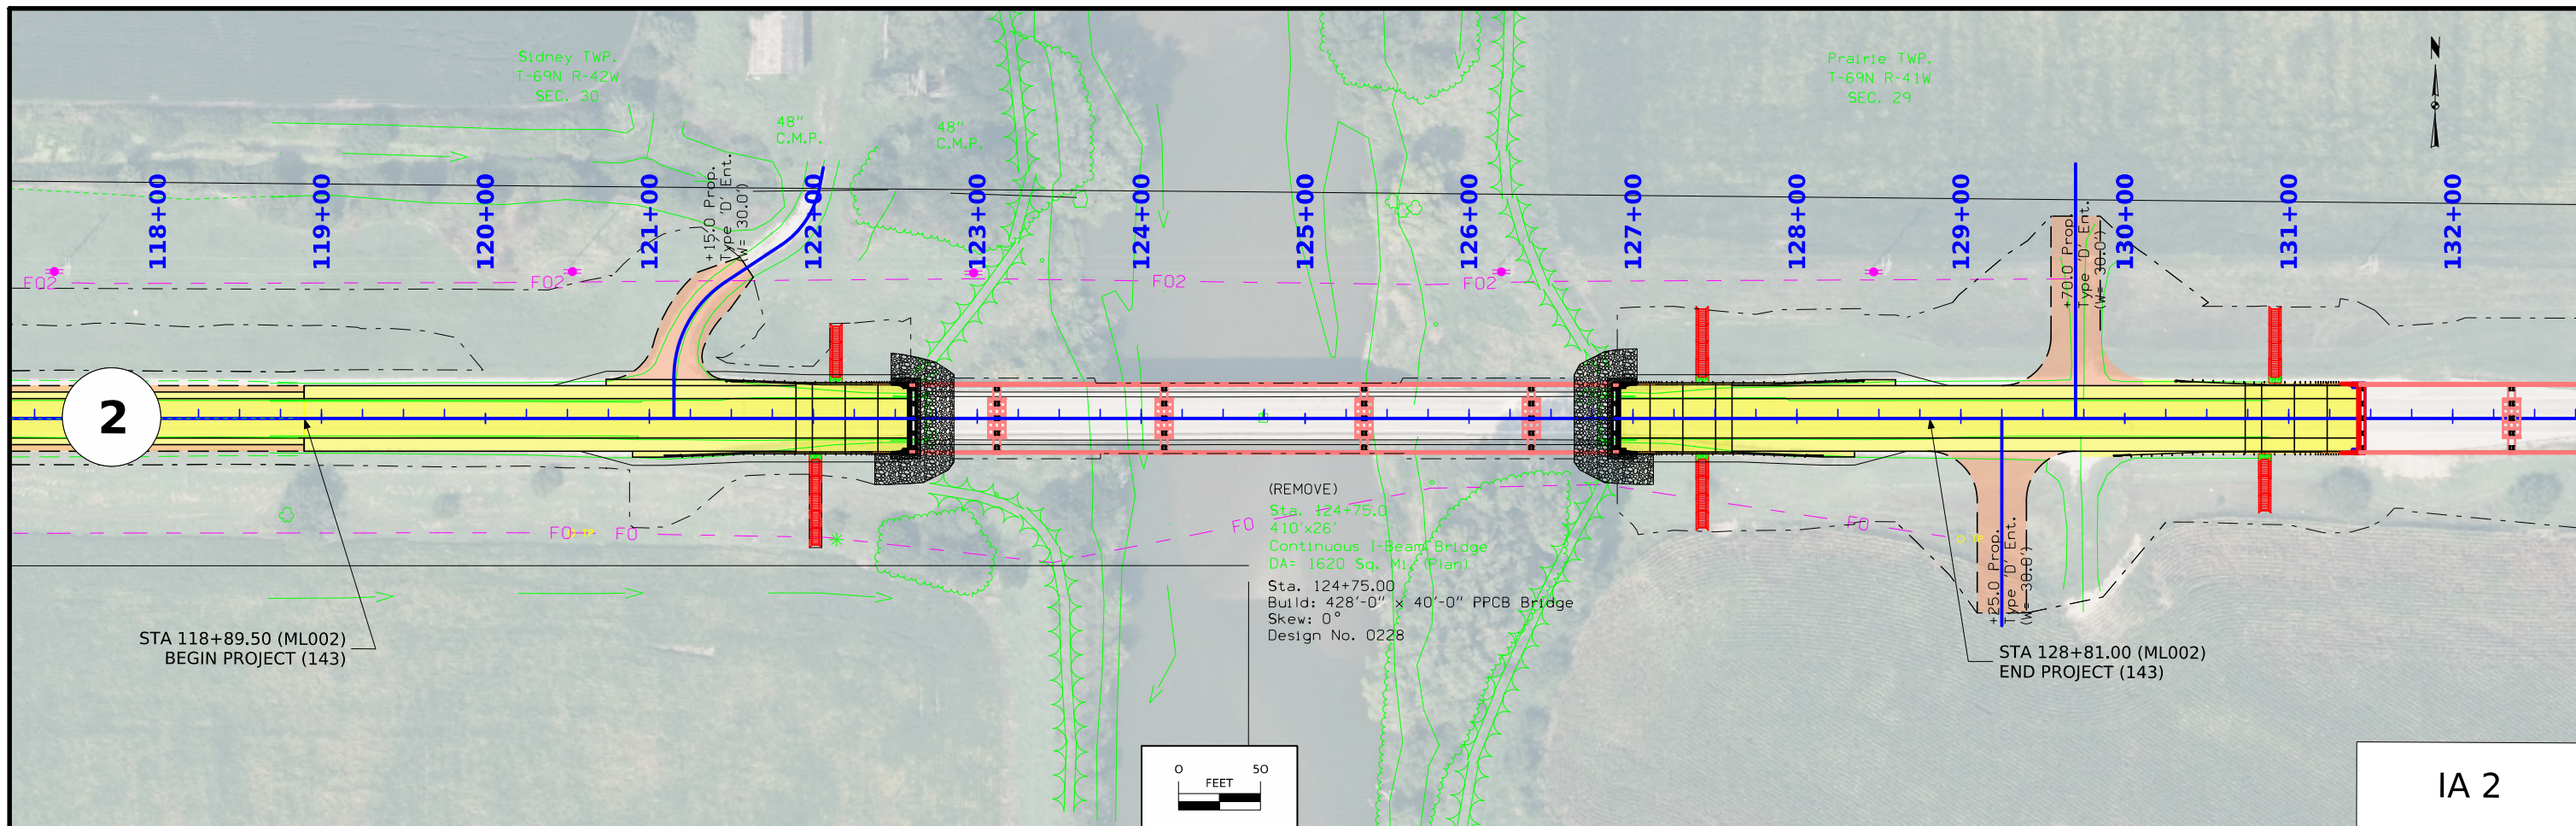 Sidney TWP.
T-69N R-42W
SEC. 30
Prairie TWP.
T-69N R-41W
SEC. 29
N
48"
C.M.P.
48"
C.M.P.
118+00
119+00
120+00
121+00
122+00
123+00
124+00
125+00
126+00
127+00
128+00
129+00
130+00
131+00
132+00
+15.0 Prop.
Type 'D' Ent.
(W= 30.0')
+70.0 Prop.
Type 'D' Ent.
(W= 30.0')
FO2
FO2
FO2
FO2
2
(REMOVE)
Sta. 124+75.0
410'x26'
Continuous I-Beam Bridge
DA= 1620 Sq. Mi. (Plan)
Sta. 124+75.00
Build: 428'-0" x 40'-0" PPCB Bridge
Skew: 0°
Design No. 0228
FO
TP
FO
FO
FO
TP
+25.0 Prop.
Type 'D' Ent.
(W= 30.0')
STA 118+89.50 (ML002)
BEGIN PROJECT (143)
STA 128+81.00 (ML002)
END PROJECT (143)
0 50
FEET
IA 2